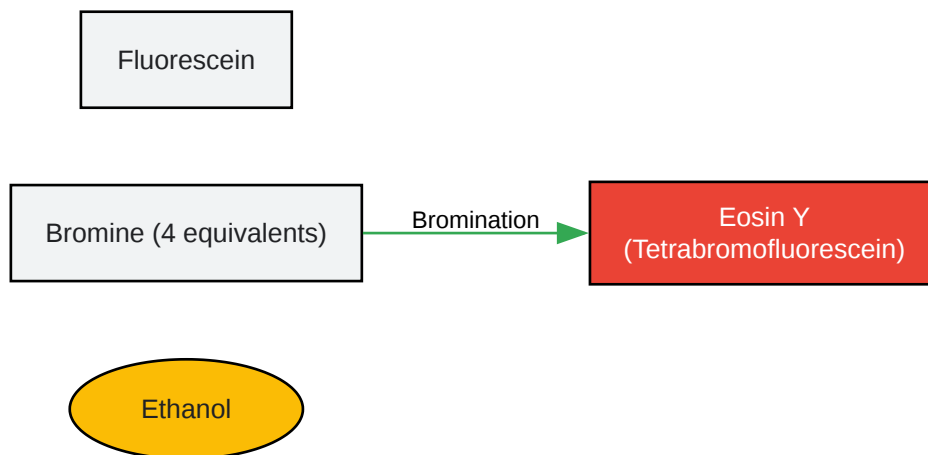 Fluorescein
Bromine (4 equivalents)
Bromination
Eosin Y
(Tetrabromofluorescein)
Ethanol